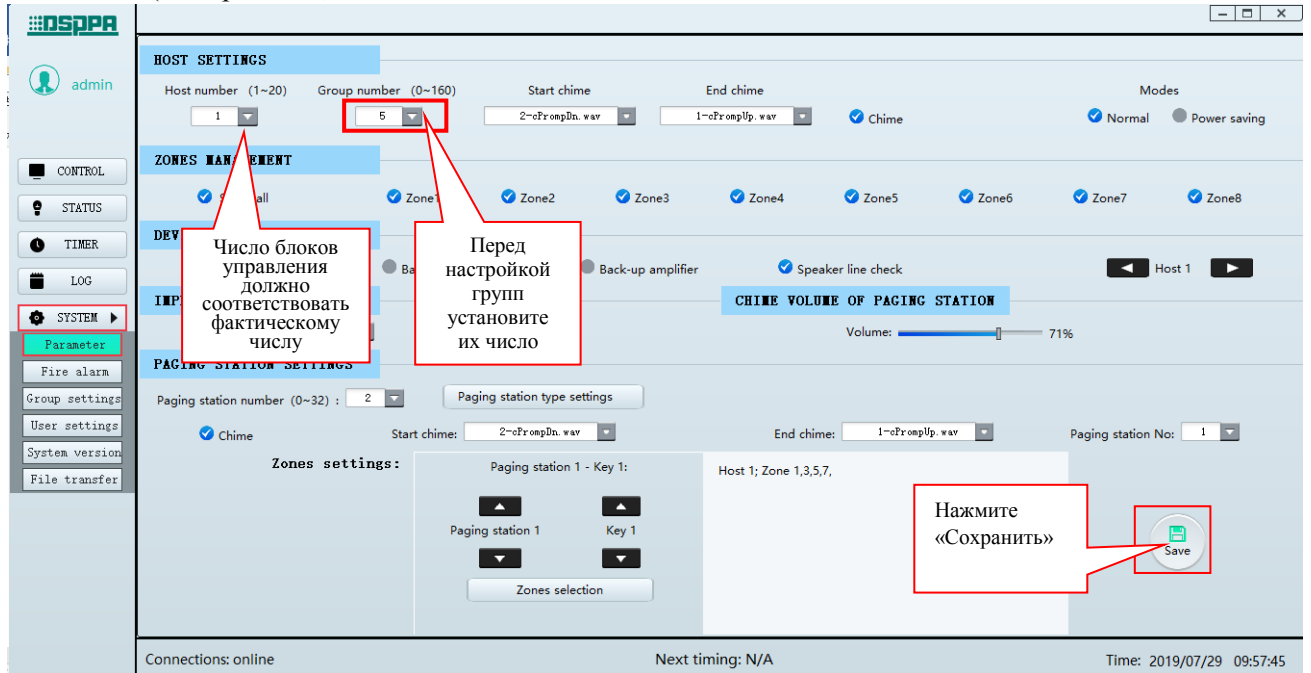 DSPPA
admin
CONTROL
STATUS
TIMER
LOG
SYSTEM
Parameter
Fire alarm
Group settings
User settings
System version
File transfer
HOST SETTINGS
Host number (1~20) Group number (0~160) Start chime End chime Modes
1 5 2-cPrompDn.wav 1-cPrompUp.wav Chime Normal Power saving
ZONES MANAGEMENT
all Zone1 Zone2 Zone3 Zone4 Zone5 Zone6 Zone7 Zone8
DEV
Ba Back-up amplifier Speaker line check Host 1
IMP CHIME VOLUME OF PAGING STATION
Volume: 71%
Число блоков
управления
должно
соответствовать
фактическому
числу
Перед
настройкой
групп
установите
их число
PAGING STATION SETTINGS
Paging station number (0~32) : 2 Paging station type settings
Chime Start chime: 2-cPrompDn.wav End chime: 1-cPrompUp.wav Paging station No: 1
Zones settings: Paging station 1 - Key 1: Host 1; Zone 1,3,5,7,
Paging station 1 Key 1
Zones selection
Нажмите
«Сохранить»
Save
Connections: online Next timing: N/A Time: 2019/07/29 09:57:45